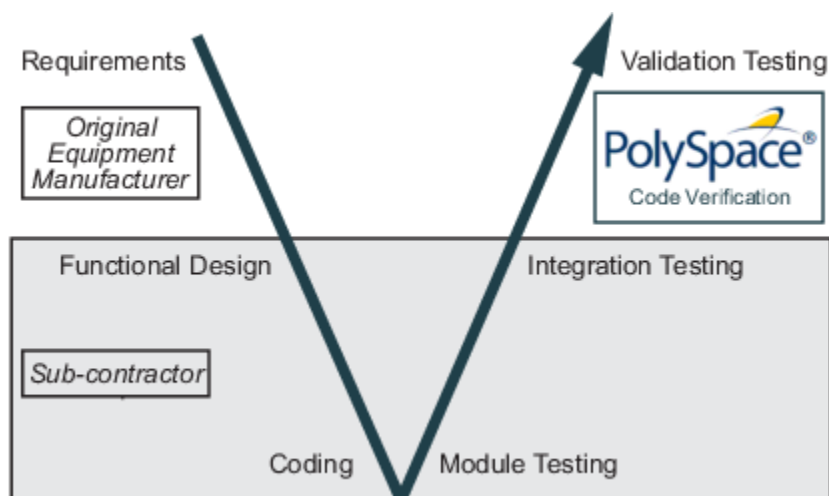 Requirements
Validation Testing
Original
Equipment
Manufacturer
PolySpace®
Code Verification
Functional Design
Integration Testing
Sub-contractor
Coding
Module Testing